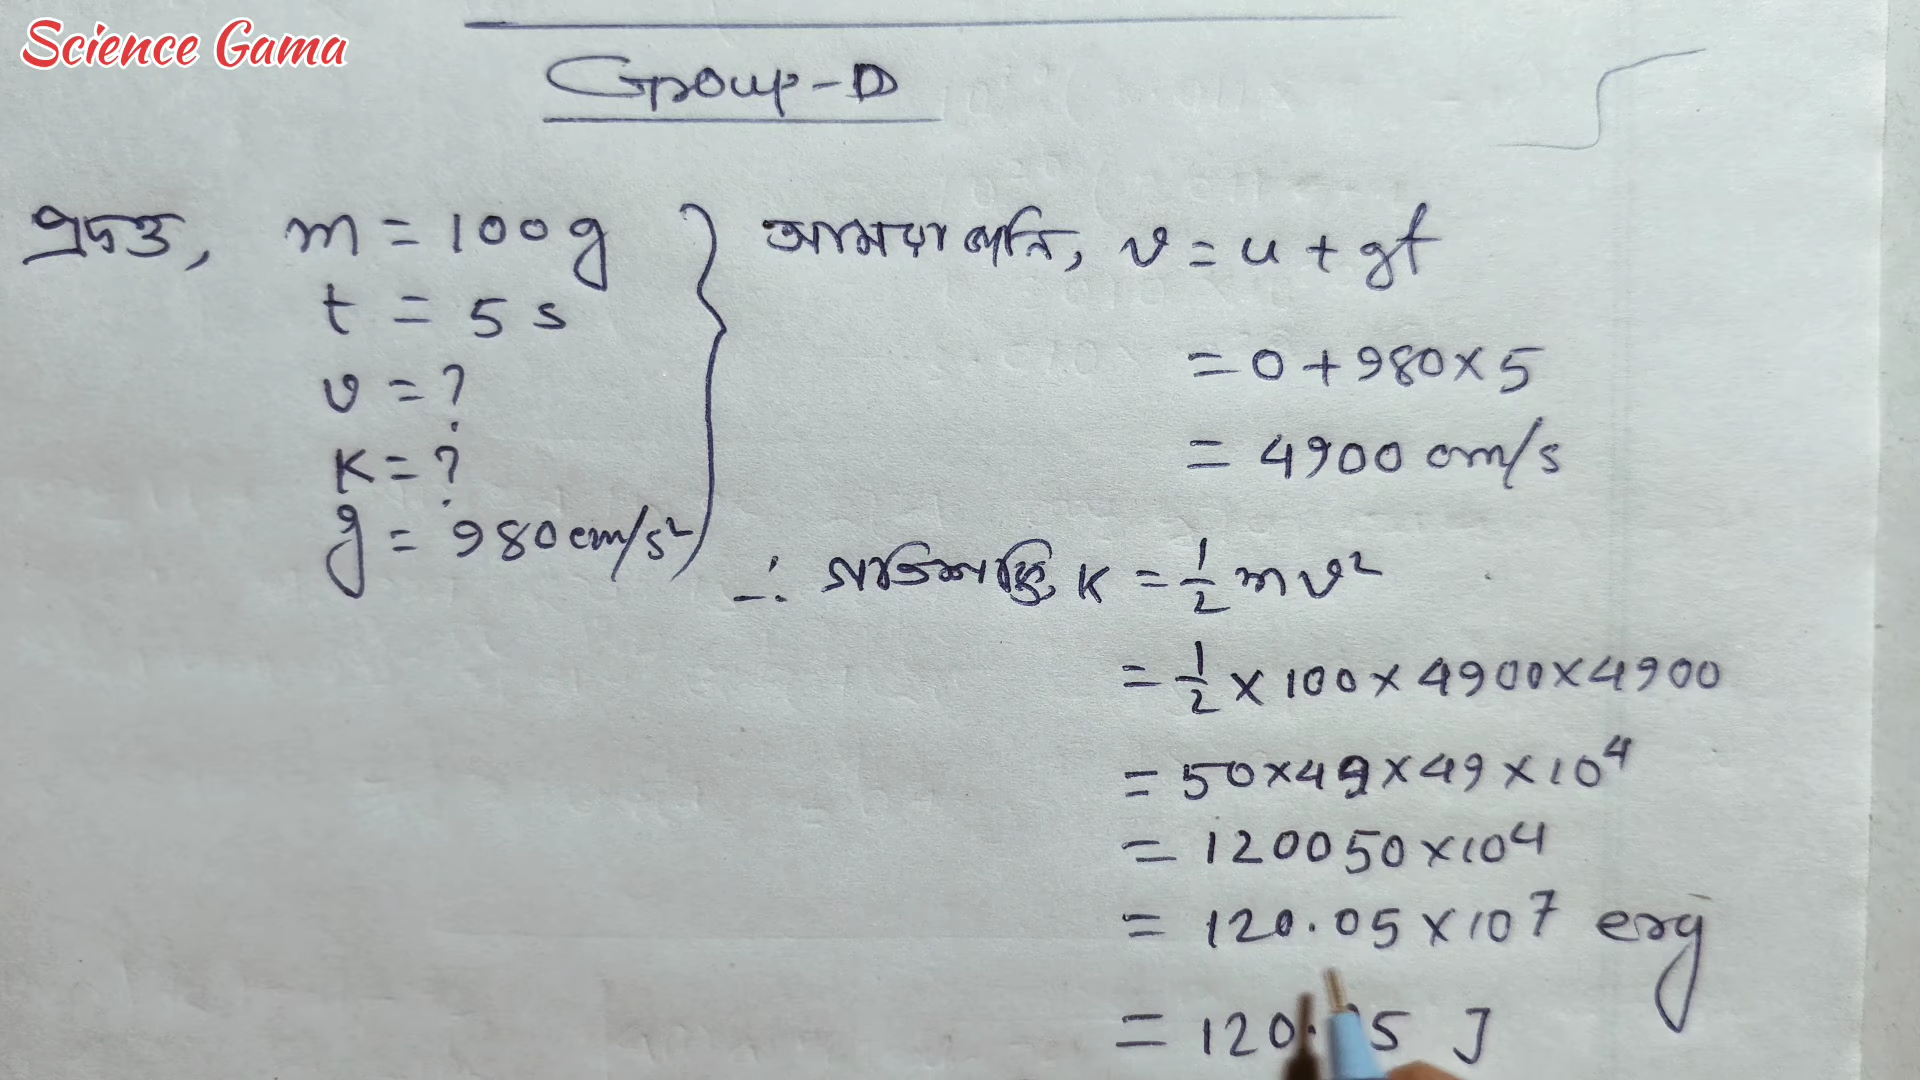 Science Gama
Group-D
প্রদত্ত, m = 100g
t = 5 s
v = ?
K = ?
g = 980 cm/s²
আমরা জানি, v = u + gt
= 0 + 980 × 5
= 4900 cm/s
∴ গতিশক্তি, K = 1/2 mv²
= 1/2 × 100 × 4900 × 4900
= 50 × 49 × 49 × 10⁴
= 120050 × 10⁴
= 120.05 × 10⁷ erg
= 120.05 J